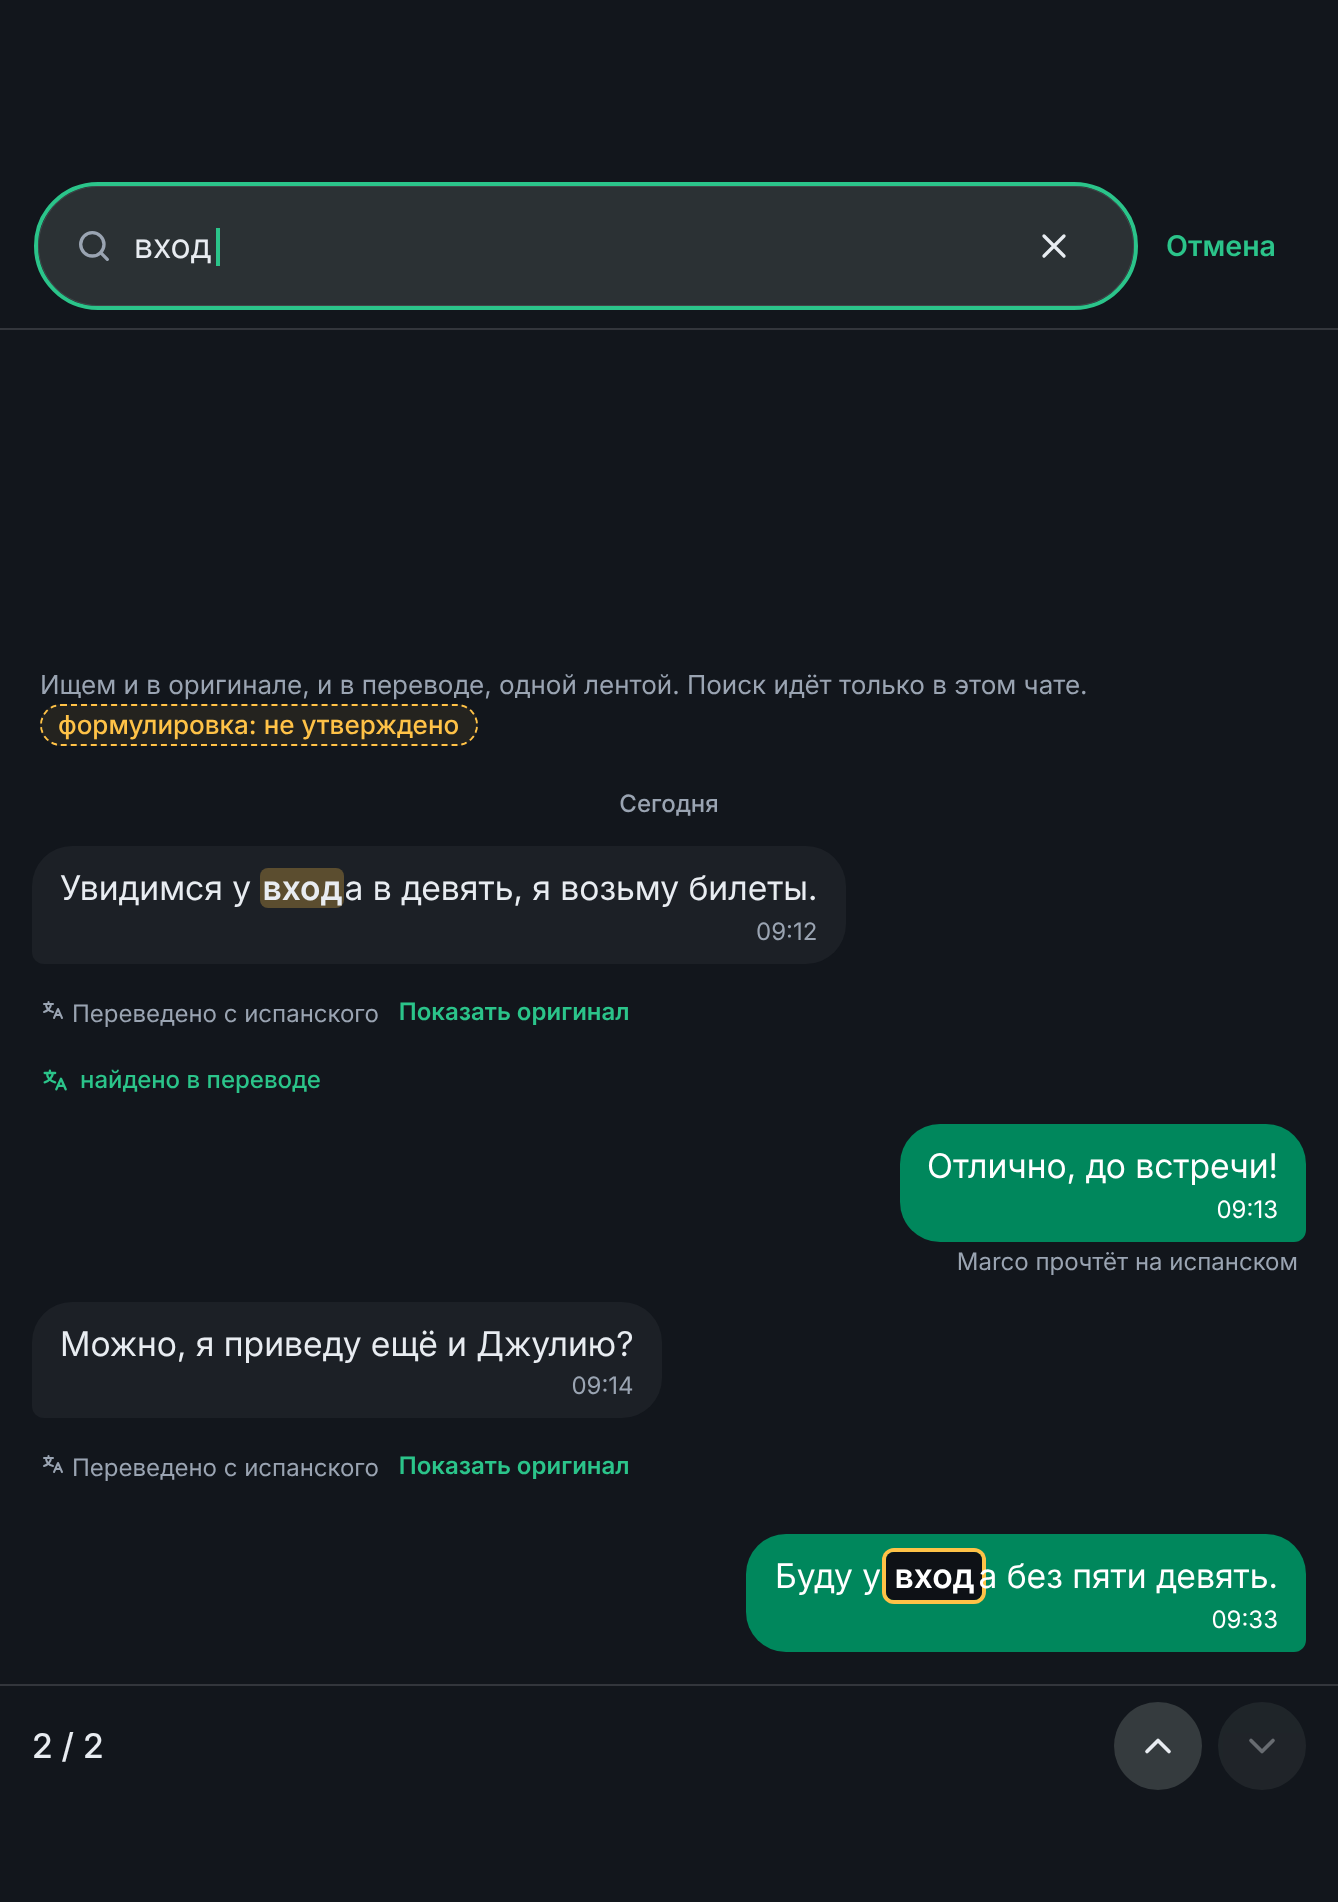 вход
Отмена
Ищем и в оригинале, и в переводе, одной лентой. Поиск идёт только в этом чате.
формулировка: не утверждено
Сегодня
Увидимся у входа в девять, я возьму билеты.
09:12
Переведено с испанского Показать оригинал
найдено в переводе
Отлично, до встречи!
09:13
Marco прочтёт на испанском
Можно, я приведу ещё и Джулию?
09:14
Переведено с испанского Показать оригинал
Буду у входа без пяти девять.
09:33
2 / 2